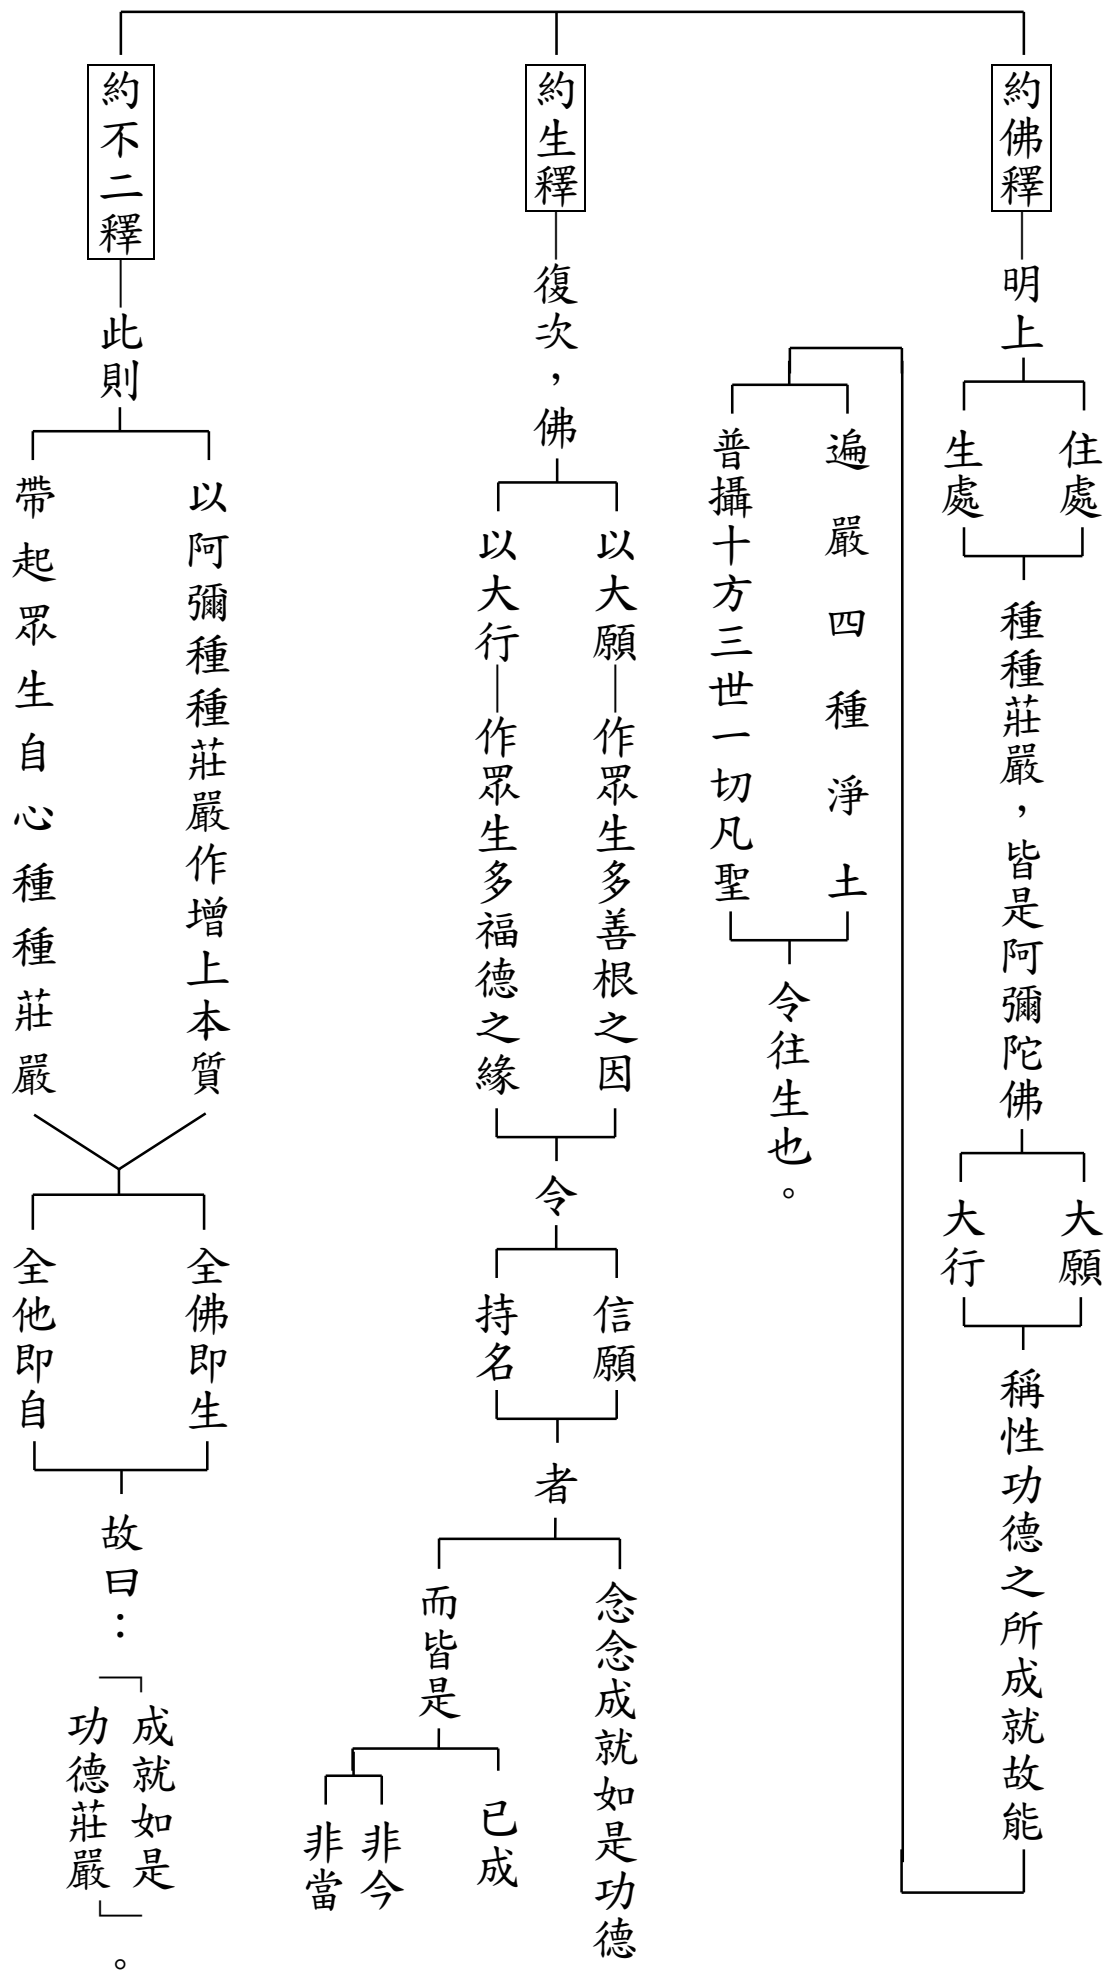 約佛釋
明上
住處
生處
種種莊嚴，皆是阿彌陀佛
大願
大行
稱性功德之所成就故能
遍嚴四種淨土
普攝十方三世一切凡聖
令往生也。
約生釋
復次，佛
以大願
作眾生多善根之因
以大行
作眾生多福德之緣
令
信願
持名
者
念念成就如是功德
而皆是
已成
非今
非當
約不二釋
此則
以阿彌種種莊嚴作增上本質
帶起眾生自心種種莊嚴
全佛即生
全他即自
故曰：
「成就如是
功德莊嚴」。